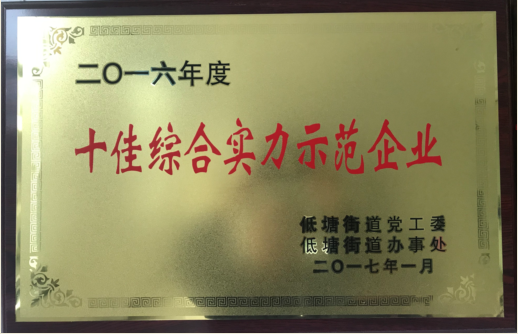 二〇一六年度
十佳综合实力示范企业
低塘街道党工委
低塘街道办事处
二〇一七年一月